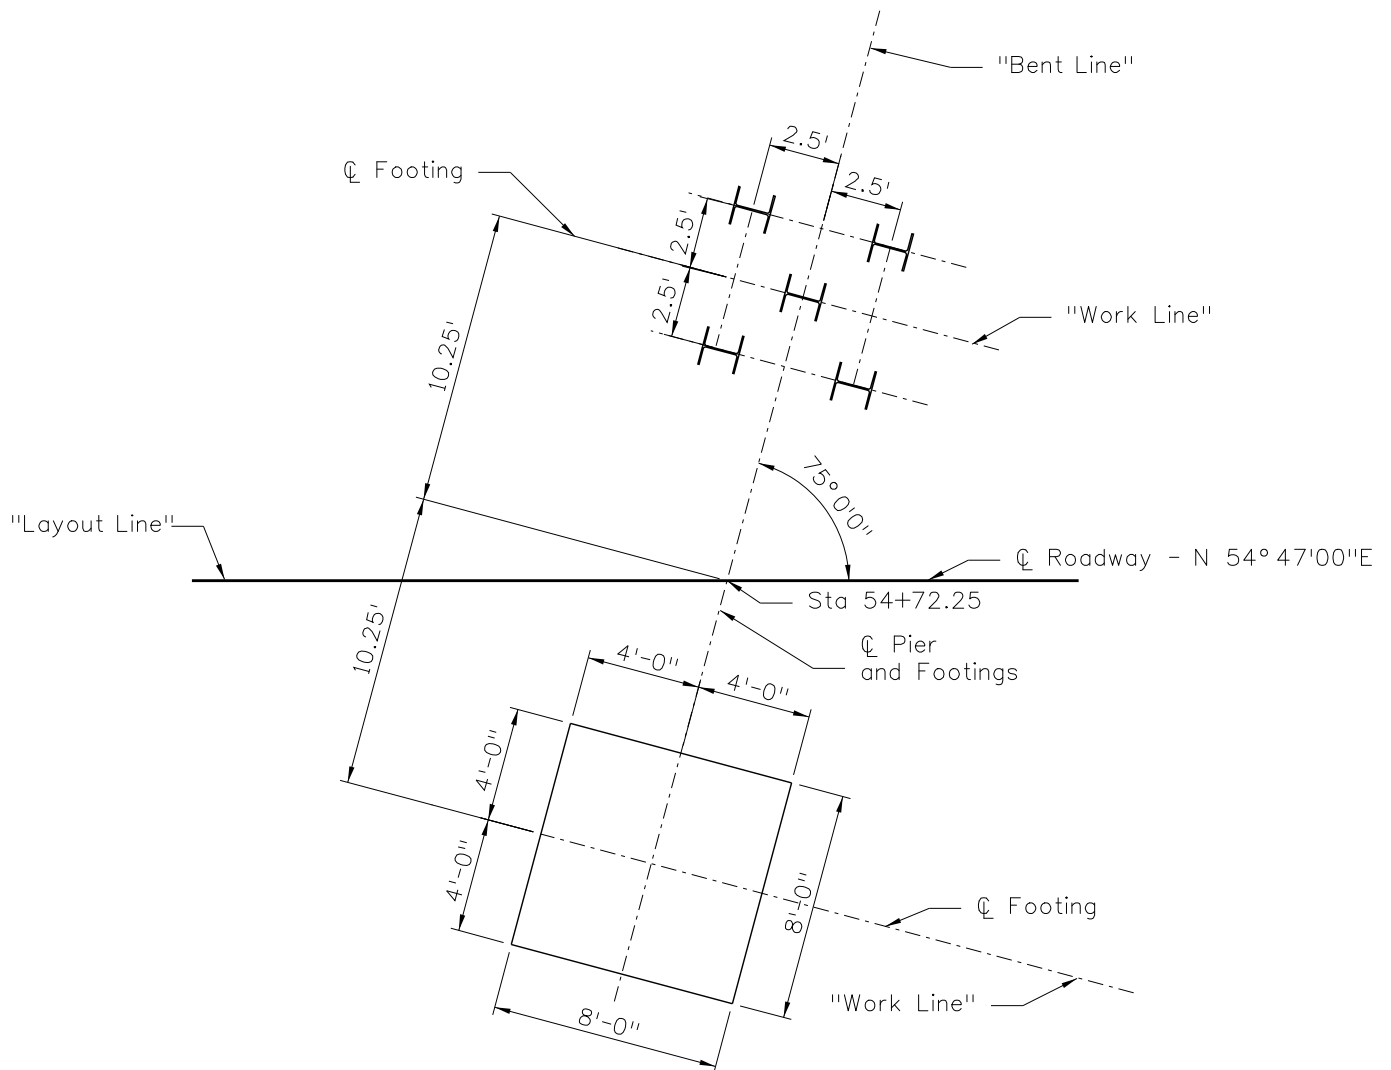 "Bent Line"
2.5'
℄ Footing
2.5'
2.5'
2.5'
"Work Line"
10.25'
75°0'0"
"Layout Line"
℄ Roadway - N 54°47'00"E
Sta 54+72.25
10.25'
℄ Pier
and Footings
4'-0"
4'-0"
4'-0"
4'-0"
8'-0"
℄ Footing
"Work Line"
8'-0"